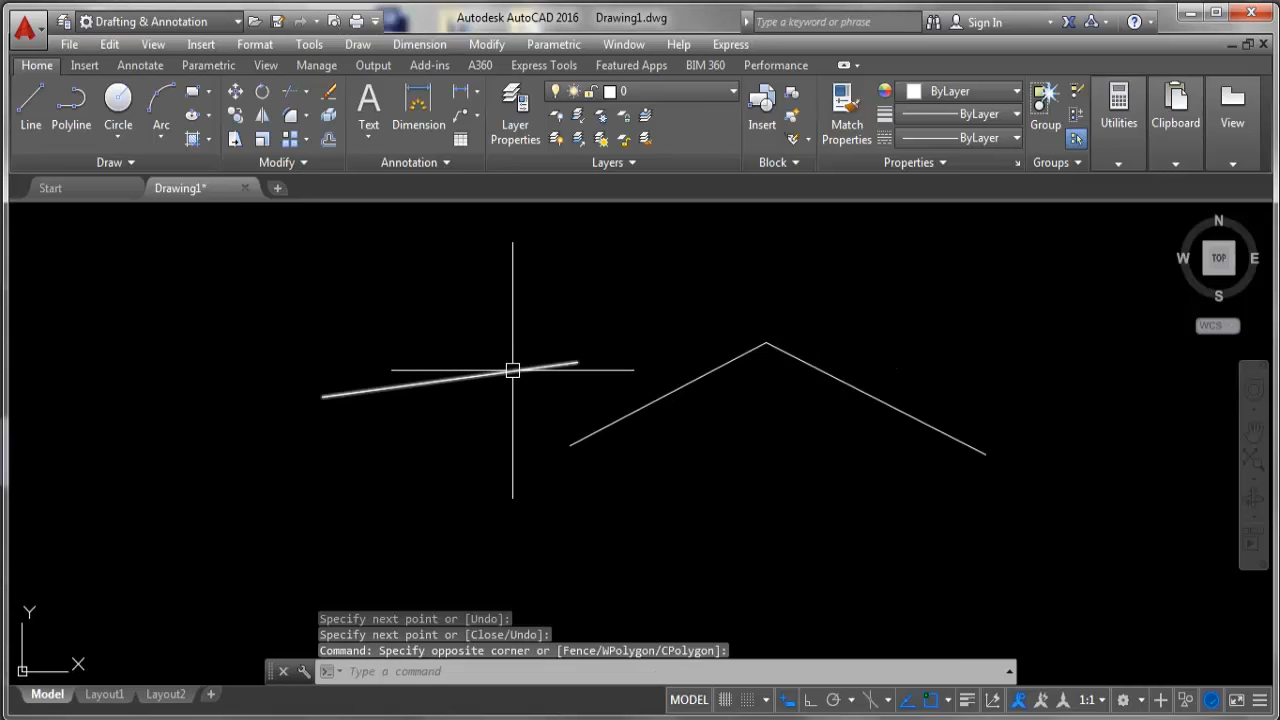 Drafting & Annotation
Autodesk AutoCAD 2016 Drawing1.dwg
Type a keyword or phrase
Sign In
File Edit View Insert Format Tools Draw Dimension Modify Parametric Window Help Express
Home Insert Annotate Parametric View Manage Output Add-ins A360 Express Tools Featured Apps BIM 360 Performance
Line Polyline Circle Arc
Text Dimension
Layer Properties
0
Insert
Match Properties
ByLayer
ByLayer
ByLayer
Group
Utilities
Clipboard
View
Draw Modify Annotation Layers Block Properties Groups
Start Drawing1*
N
W TOP E
S
WCS
Y
X
Specify next point or [Undo]:
Specify next point or [Close/Undo]:
Command: Specify opposite corner or [Fence/WPolygon/CPolygon]:
Type a command
Model Layout1 Layout2
MODEL 1:1